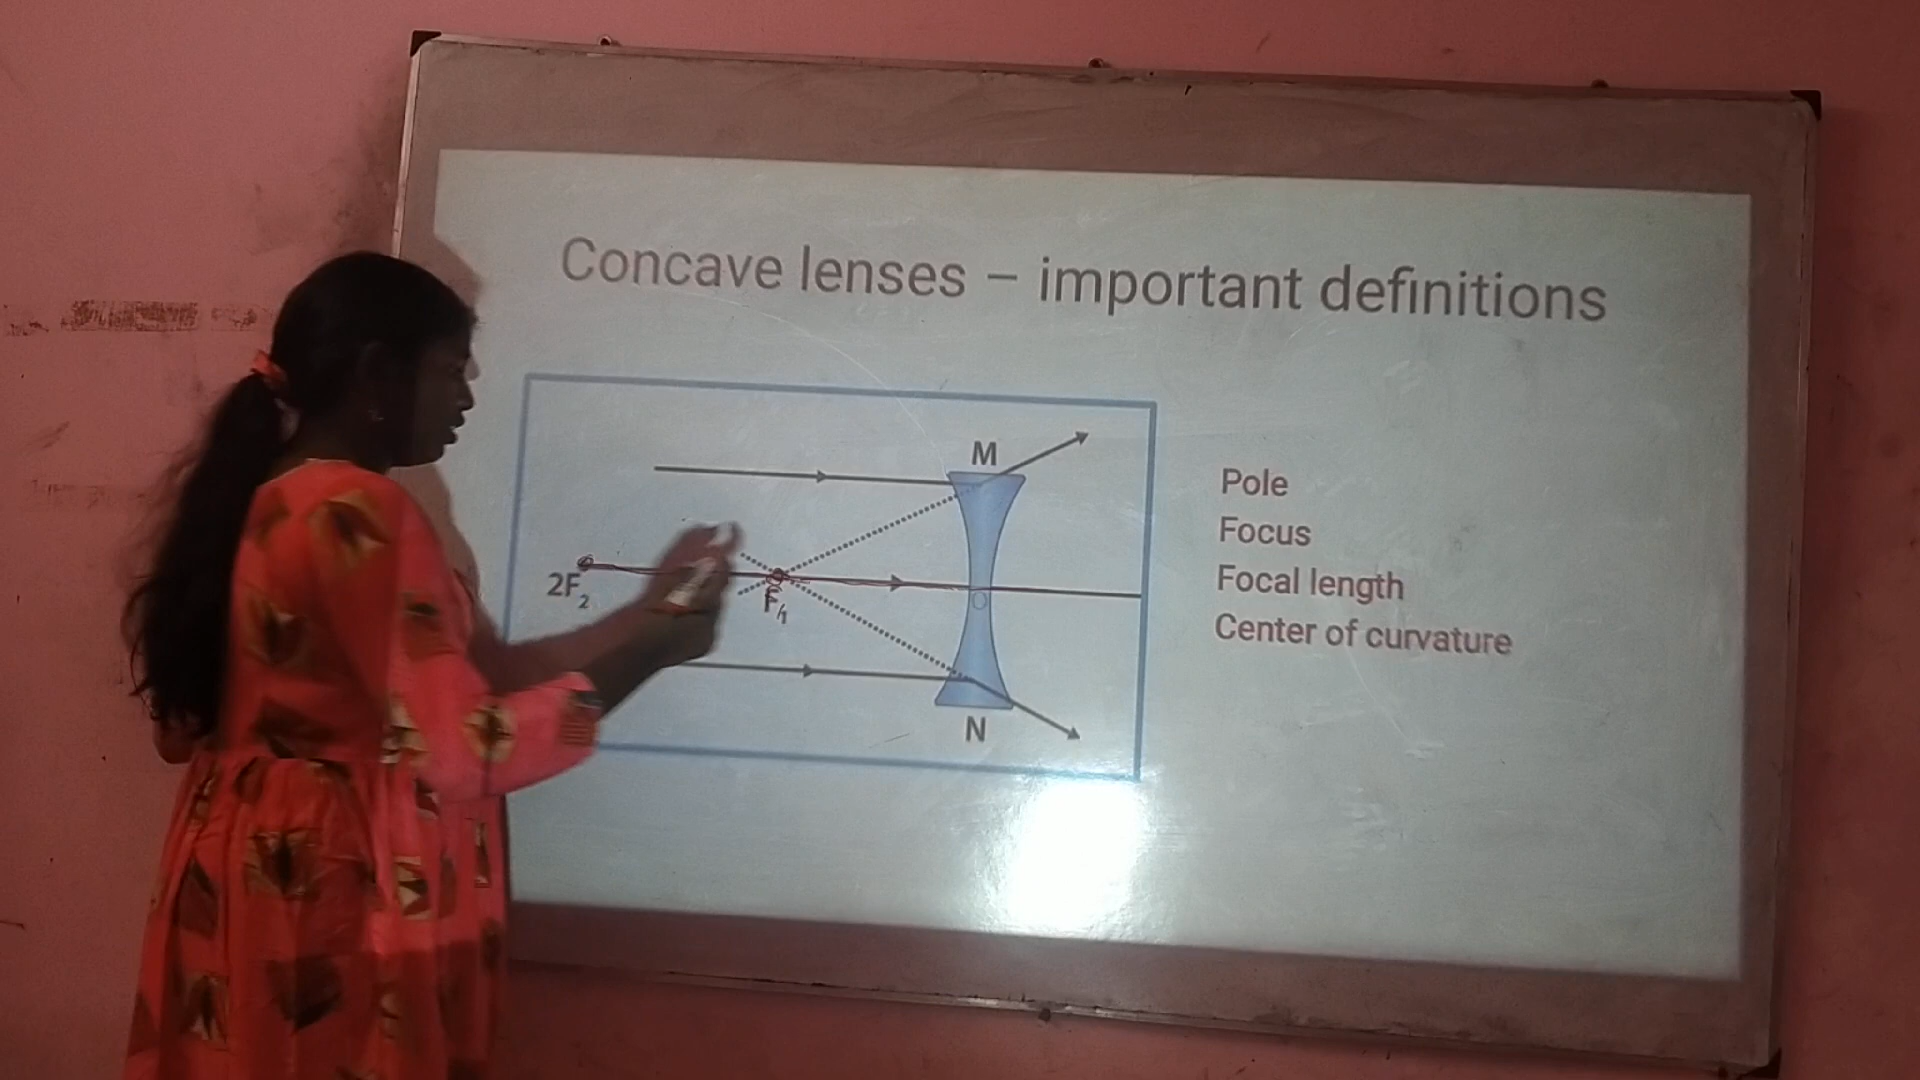 Concave lenses – important definitions
M
2F₂
F₁
O
N
Pole
Focus
Focal length
Center of curvature